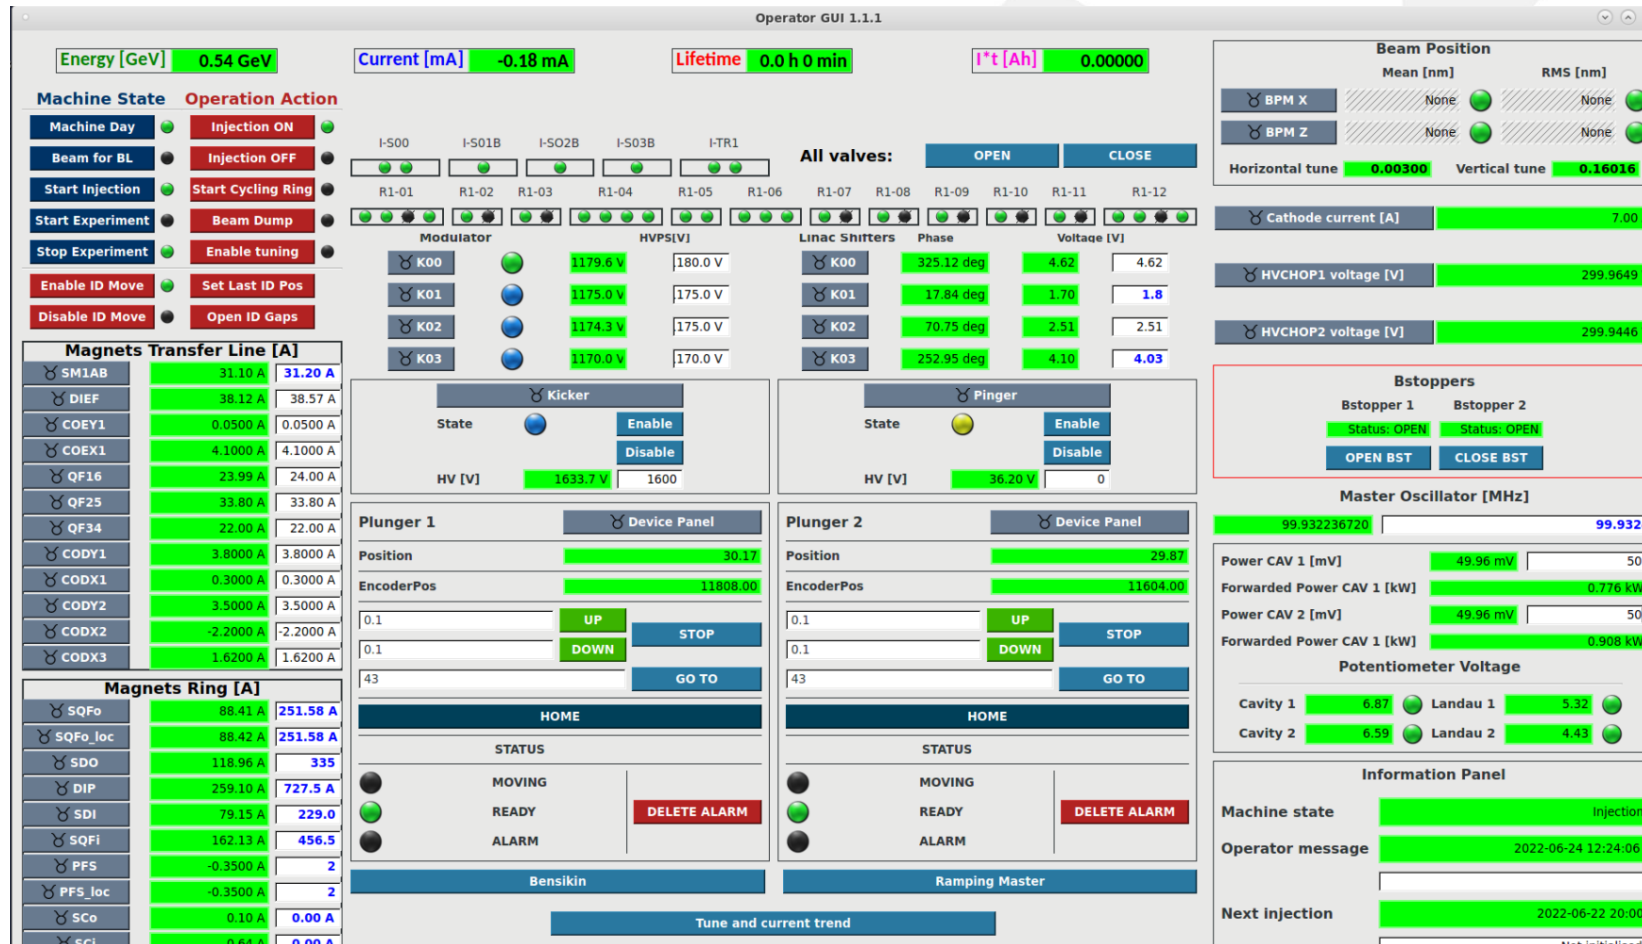 Operator GUI 1.1.1
Energy [GeV] 0.54 GeV
Current [mA] -0.18 mA
Lifetime 0.0 h 0 min
I*t [Ah] 0.00000
Machine State Operation Action
Machine Day Injection ON
Beam for BL Injection OFF
Start Injection Start Cycling Ring
Start Experiment Beam Dump
Stop Experiment Enable tuning
Enable ID Move Set Last ID Pos
Disable ID Move Open ID Gaps
Magnets Transfer Line [A]
SM1AB 31.10 A 31.20 A
DIEF 38.12 A 38.57 A
COEY1 0.0500 A 0.0500 A
COEX1 4.1000 A 4.1000 A
QF16 23.99 A 24.00 A
QF25 33.80 A 33.80 A
QF34 22.00 A 22.00 A
CODY1 3.8000 A 3.8000 A
CODX1 0.3000 A 0.3000 A
CODY2 3.5000 A 3.5000 A
CODX2 -2.2000 A -2.2000 A
CODX3 1.6200 A 1.6200 A
Magnets Ring [A]
SQFo 88.41 A 251.58 A
SQFo_loc 88.42 A 251.58 A
SDO 118.96 A 335
DIP 259.10 A 727.5 A
SDI 79.15 A 229.0
SQFi 162.13 A 456.5
PFS -0.3500 A 2
PFS_loc -0.3500 A 2
SCo 0.10 A 0.00 A
SCi 0.64 A 0.00 A
I-S00 I-S01B I-SO2B I-S03B I-TR1
All valves: OPEN CLOSE
R1-01 R1-02 R1-03 R1-04 R1-05 R1-06 R1-07 R1-08 R1-09 R1-10 R1-11 R1-12
Modulator HVPS[V]
K00 1179.6 V 180.0 V
K01 1175.0 V 175.0 V
K02 1174.3 V 175.0 V
K03 1170.0 V 170.0 V
Linac Shifters Phase Voltage [V]
K00 325.12 deg 4.62 4.62
K01 17.84 deg 1.70 1.8
K02 70.75 deg 2.51 2.51
K03 252.95 deg 4.10 4.03
Kicker
State Enable
Disable
HV [V] 1633.7 V 1600
Pinger
State Enable
Disable
HV [V] 36.20 V 0
Plunger 1 Device Panel
Position 30.17
EncoderPos 11808.00
0.1 UP
STOP
0.1 DOWN
43 GO TO
HOME
STATUS
MOVING
READY DELETE ALARM
ALARM
Plunger 2 Device Panel
Position 29.87
EncoderPos 11604.00
0.1 UP
STOP
0.1 DOWN
43 GO TO
HOME
STATUS
MOVING
READY DELETE ALARM
ALARM
Bensikin Ramping Master
Tune and current trend
Beam Position
Mean [nm] RMS [nm]
BPM X None None
BPM Z None None
Horizontal tune 0.00300 Vertical tune 0.16016
Cathode current [A] 7.00
HVCHOP1 voltage [V] 299.9649
HVCHOP2 voltage [V] 299.9446
Bstoppers
Bstopper 1 Bstopper 2
Status: OPEN Status: OPEN
OPEN BST CLOSE BST
Master Oscillator [MHz]
99.932236720 99.932
Power CAV 1 [mV] 49.96 mV 50
Forwarded Power CAV 1 [kW] 0.776 kW
Power CAV 2 [mV] 49.96 mV 50
Forwarded Power CAV 1 [kW] 0.908 kW
Potentiometer Voltage
Cavity 1 6.87 Landau 1 5.32
Cavity 2 6.59 Landau 2 4.43
Information Panel
Machine state Injection
Operator message 2022-06-24 12:24:06
Next injection 2022-06-22 20:00